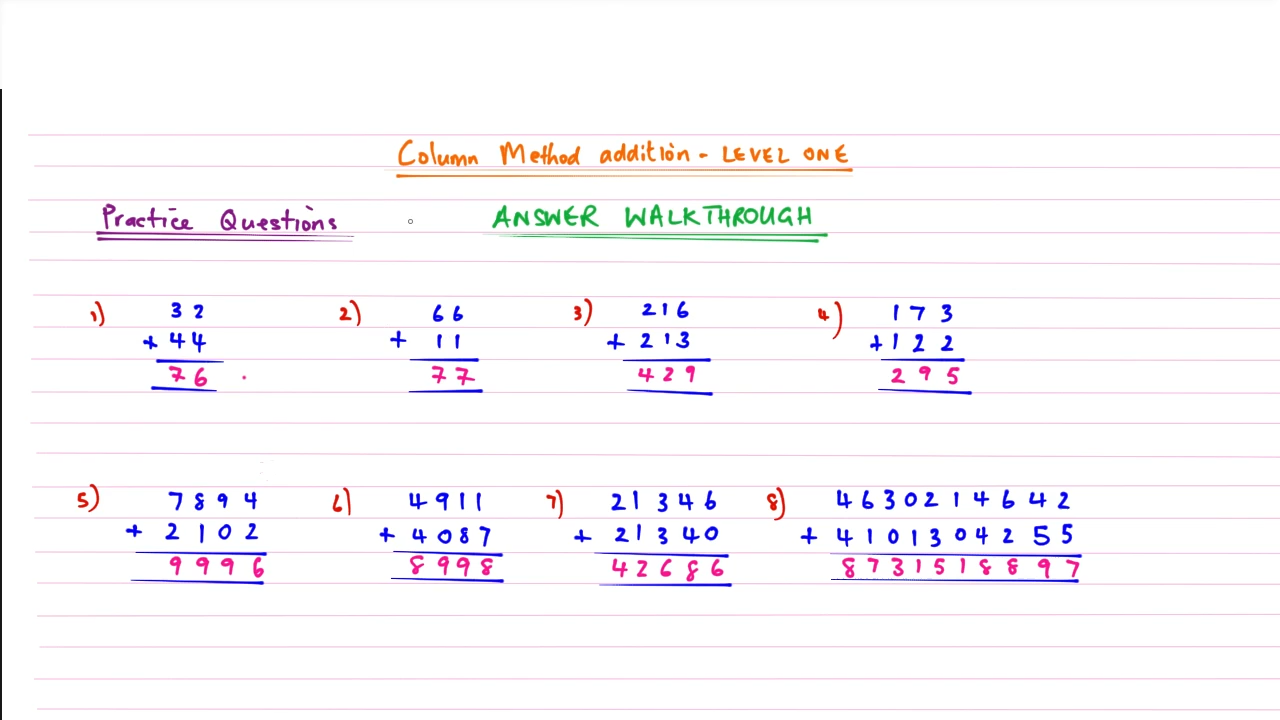 Column Method addition - LEVEL ONE
Practice Questions ANSWER WALKTHROUGH
1) 32 2) 66 3) 216 4) 173
+ 44 + 11 + 213 + 122
76 77 429 295
5) 7894 6) 4911 7) 21346 8) 4630214642
+ 2102 + 4087 + 21340 + 4101304255
9996 8998 42686 8731518897